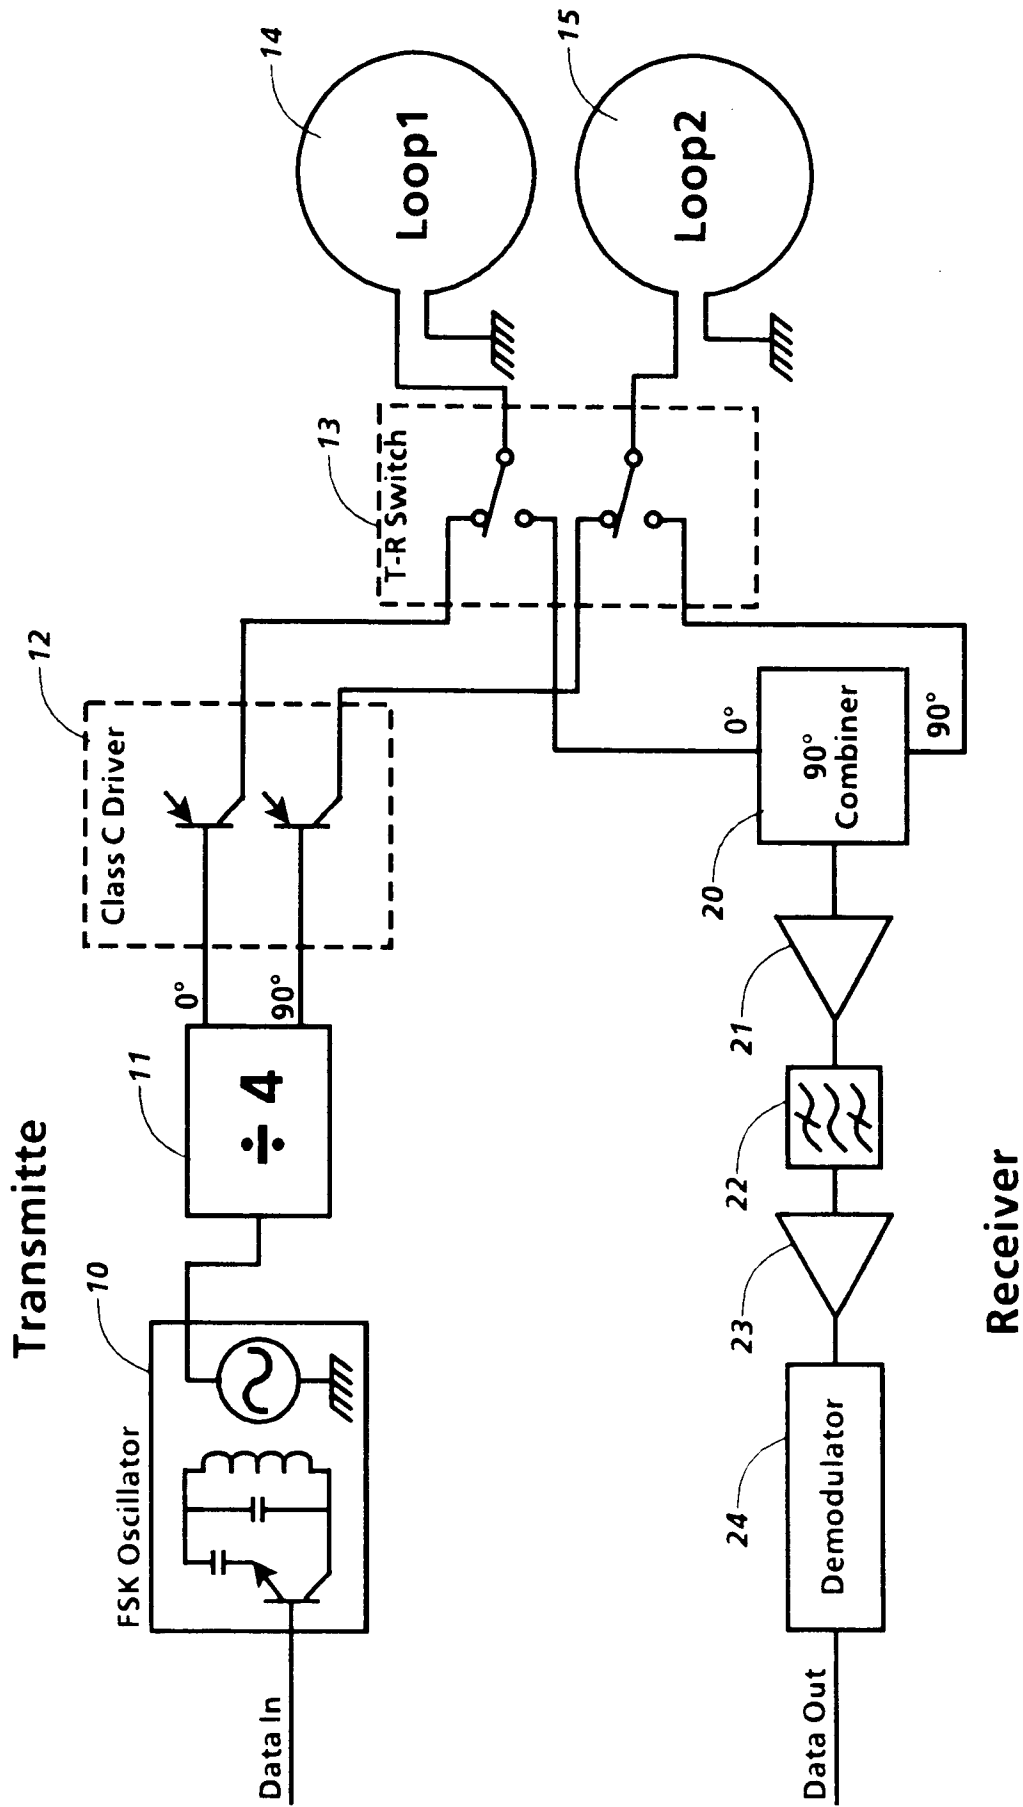 Transmitte
10
FSK Oscillator
Data In
11
÷ 4
0°
90°
12
Class C Driver
13
T-R Switch
14
Loop1
15
Loop2
20
0°
90°
Combiner
90°
21
22
23
24
Demodulator
Data Out
Receiver